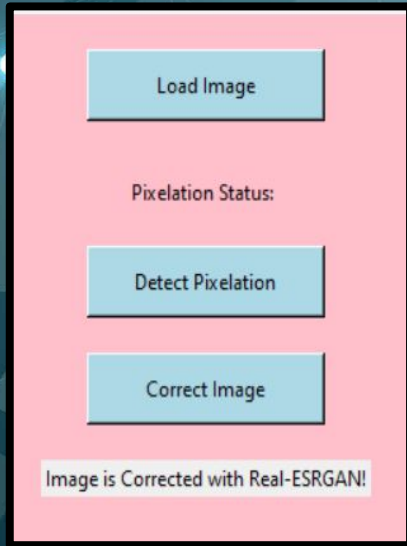 Load Image
Pixelation Status:
Detect Pixelation
Correct Image
Image is Corrected with Real-ESRGAN!